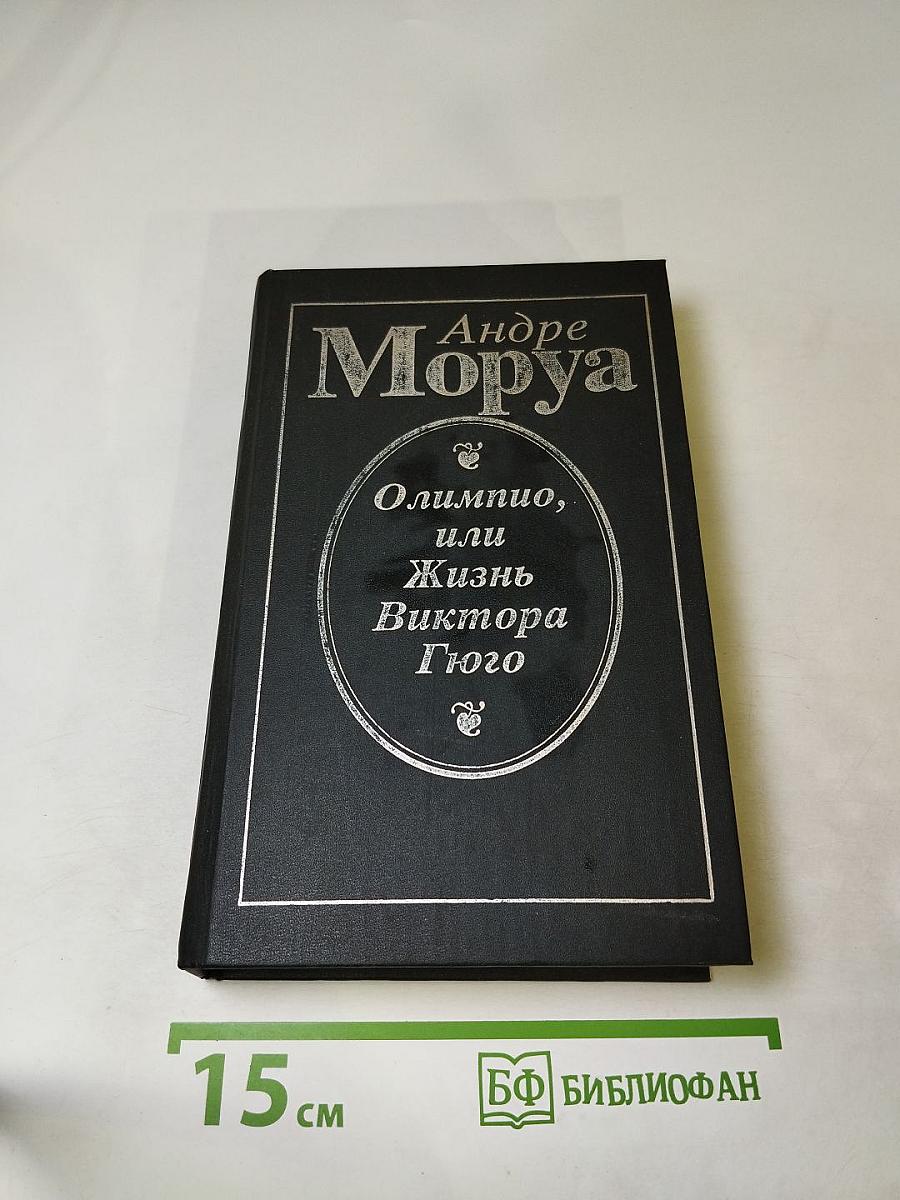 Андре
Моруа
Олимпио,
или
Жизнь
Виктора
Гюго
15 см
БФ БИБЛИОФАН